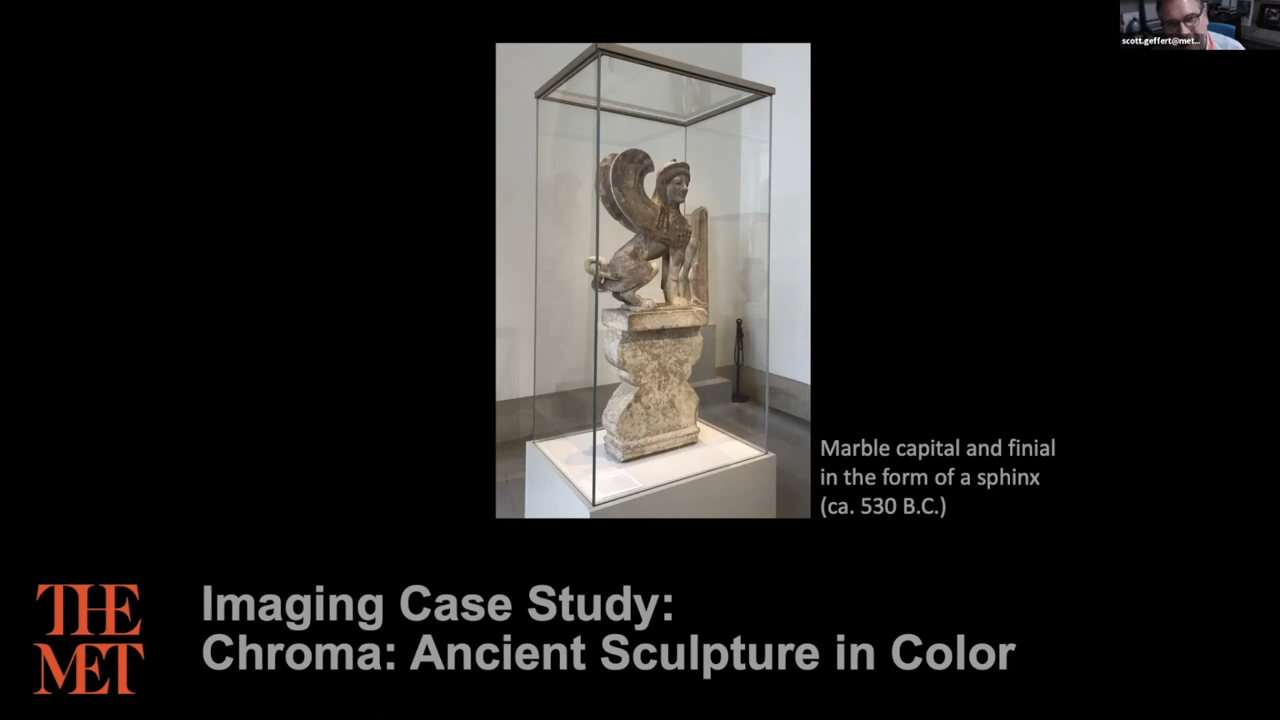 scott.geffert@met...
Marble capital and finial
in the form of a sphinx
(ca. 530 B.C.)
THE
MET
Imaging Case Study:
Chroma: Ancient Sculpture in Color